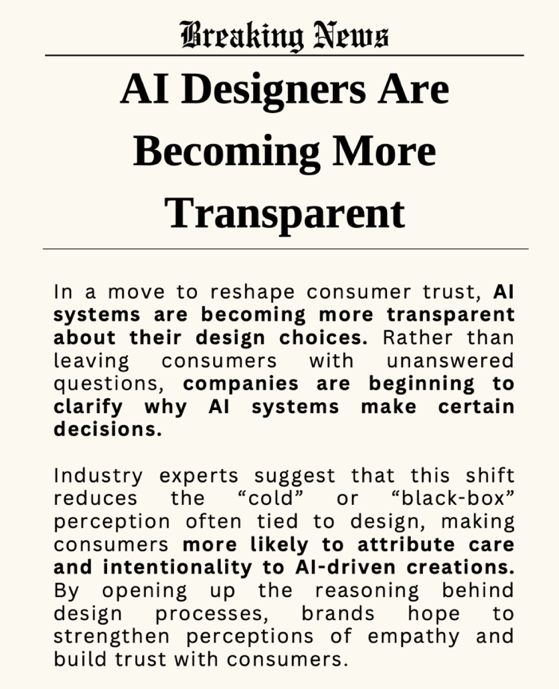 Breaking News
AI Designers Are
Becoming More
Transparent
In a move to reshape consumer trust, AI
systems are becoming more transparent
about their design choices. Rather than
leaving consumers with unanswered
questions, companies are beginning to
clarify why AI systems make certain
decisions.
Industry experts suggest that this shift
reduces the “cold” or “black-box”
perception often tied to design, making
consumers more likely to attribute care
and intentionality to AI-driven creations.
By opening up the reasoning behind
design processes, brands hope to
strengthen perceptions of empathy and
build trust with consumers.